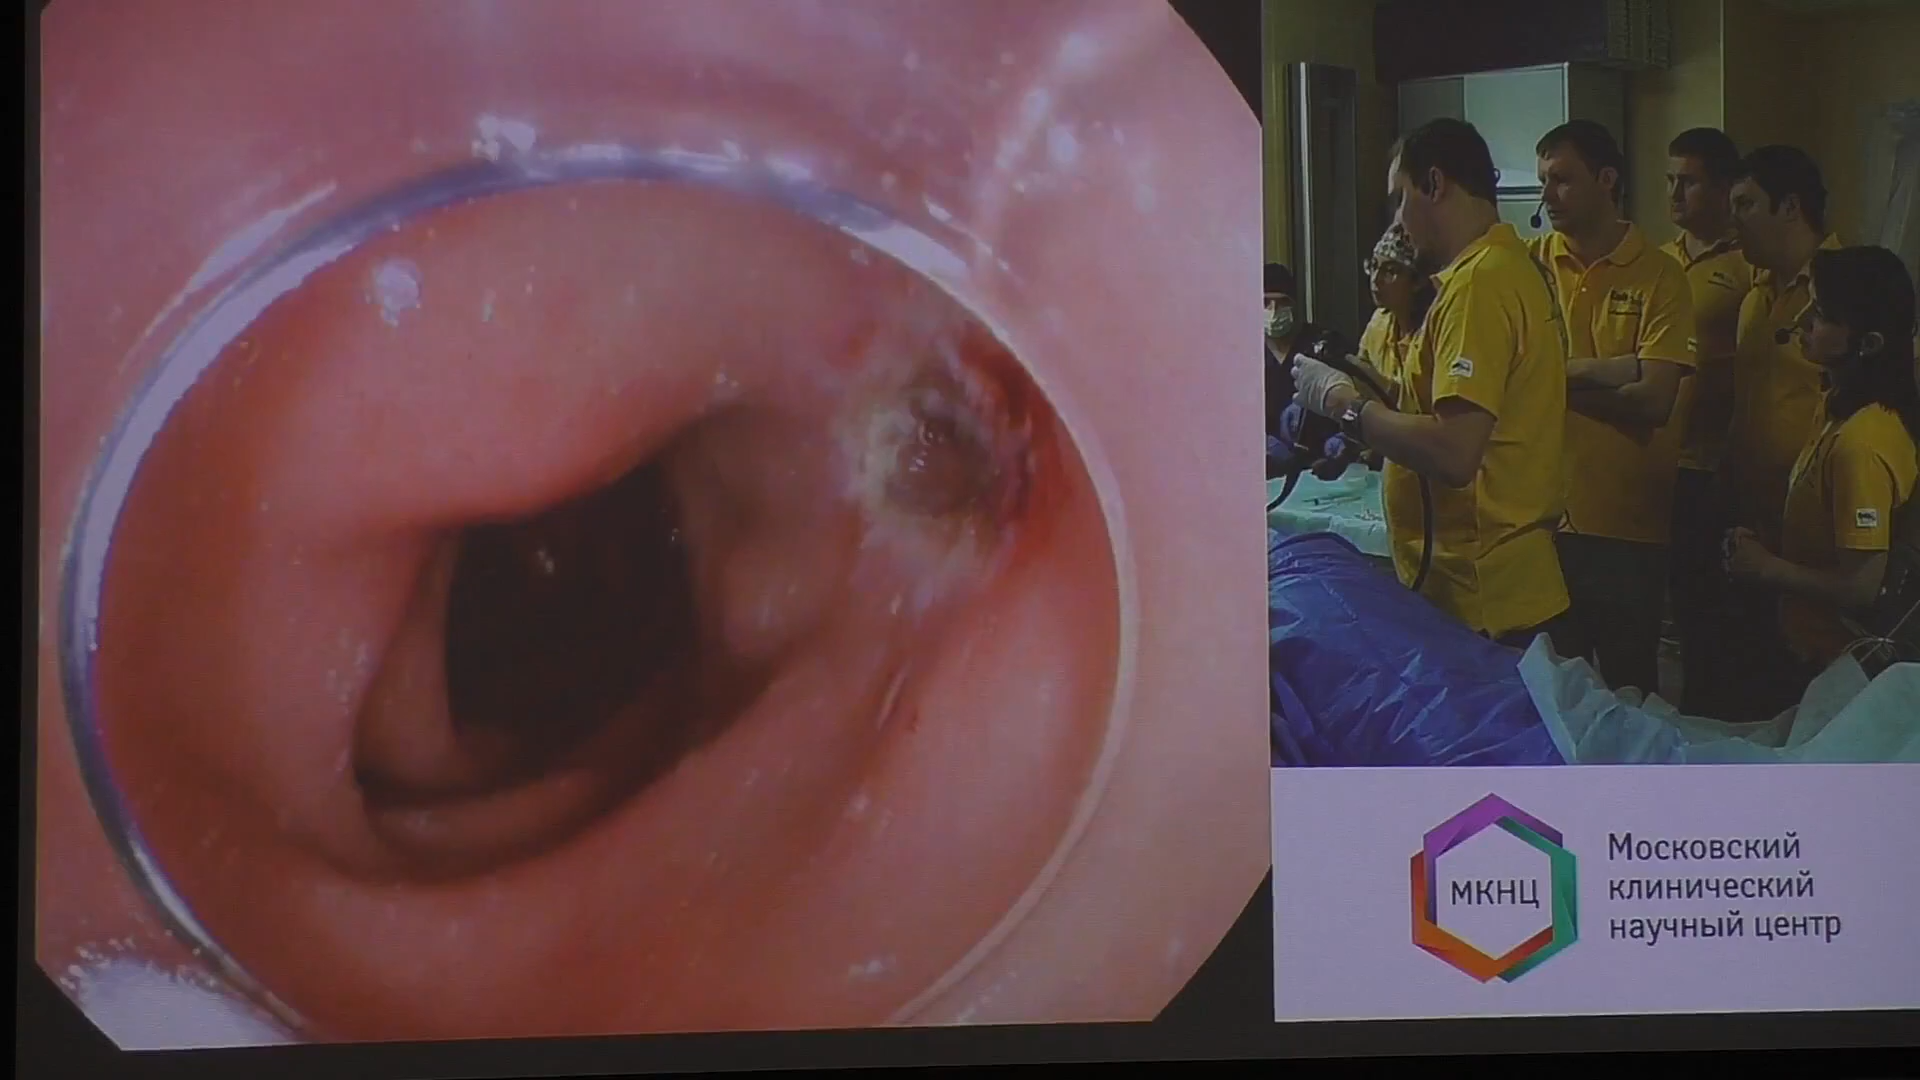 МКНЦ
Московский
клинический
научный центр